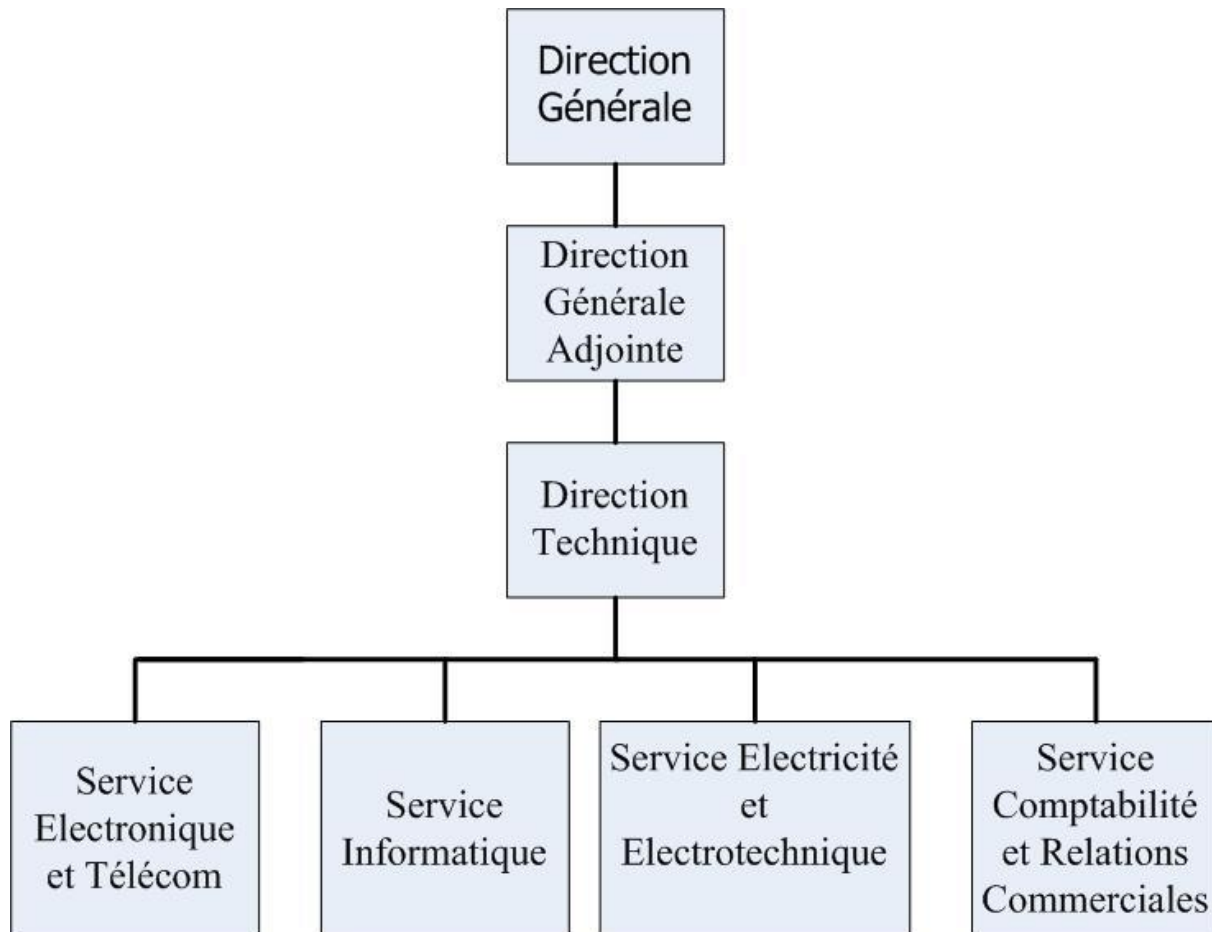 Direction
Générale
Direction
Générale
Adjointe
Direction
Technique
Service
Electronique
et Télécom
Service
Informatique
Service Electricité
et
Electrotechnique
Service
Comptabilité
et Relations
Commerciales